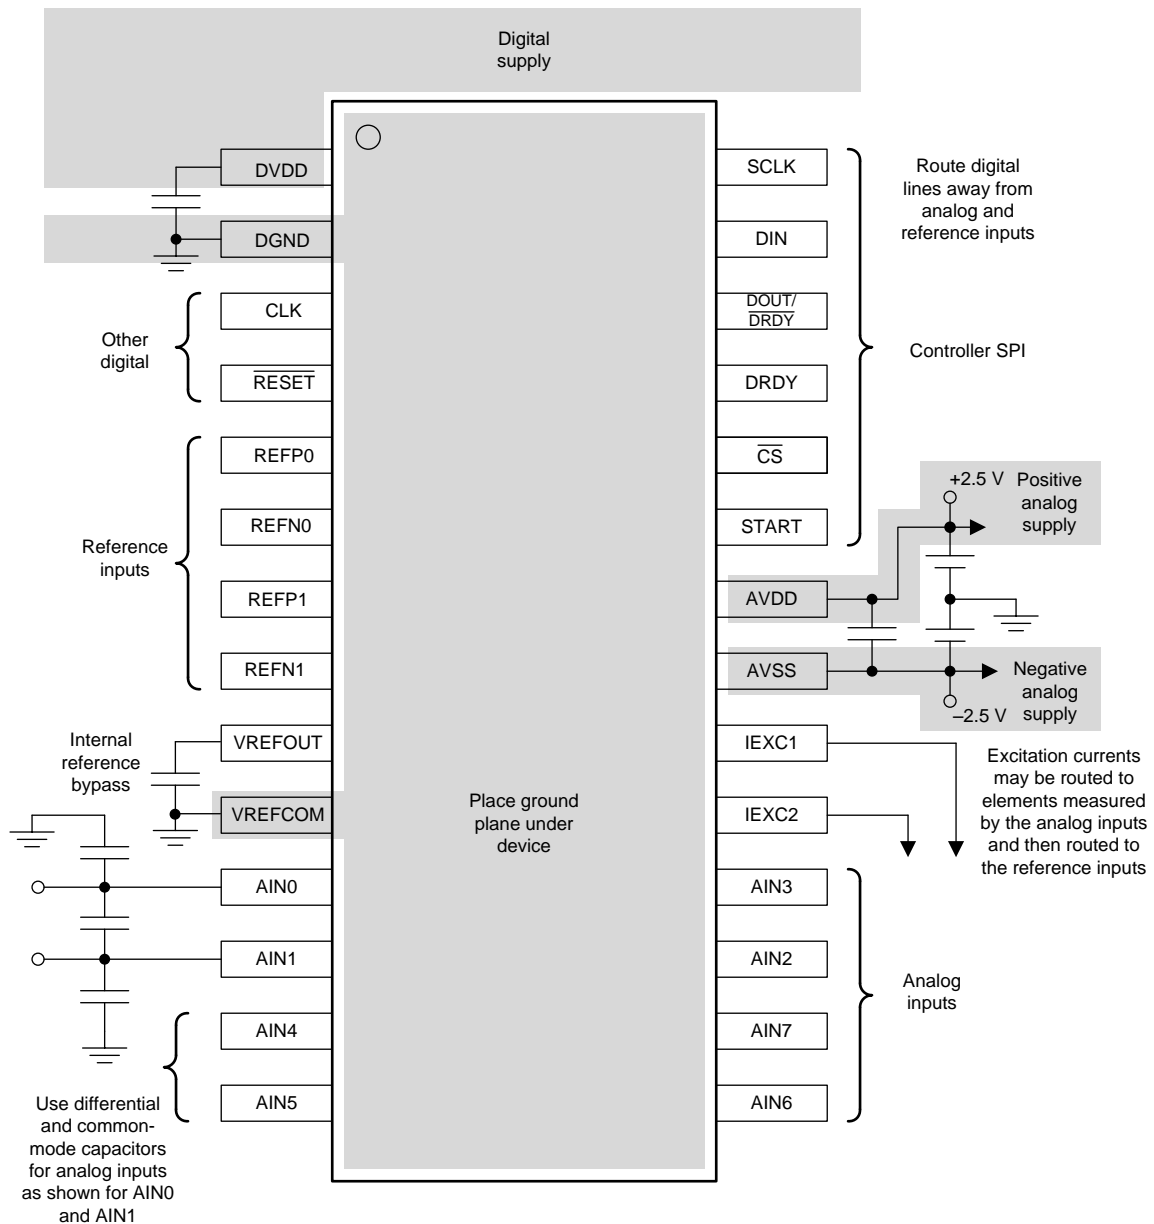 Digital
supply
DVDD
DGND
CLK
RESET
Other
digital
REFP0
REFN0
REFP1
REFN1
Reference
inputs
VREFOUT
VREFCOM
Internal
reference
bypass
AIN0
AIN1
AIN4
AIN5
Use differential
and common-
mode capacitors
for analog inputs
as shown for AIN0
and AIN1
Place ground
plane under
device
SCLK
DIN
DOUT/
DRDY
DRDY
CS
START
Route digital
lines away from
analog and
reference inputs
Controller SPI
AVDD
AVSS
+2.5 V
Positive
analog
supply
Negative
analog
supply
–2.5 V
IEXC1
IEXC2
Excitation currents
may be routed to
elements measured
by the analog inputs
and then routed to
the reference inputs
AIN3
AIN2
AIN7
AIN6
Analog
inputs